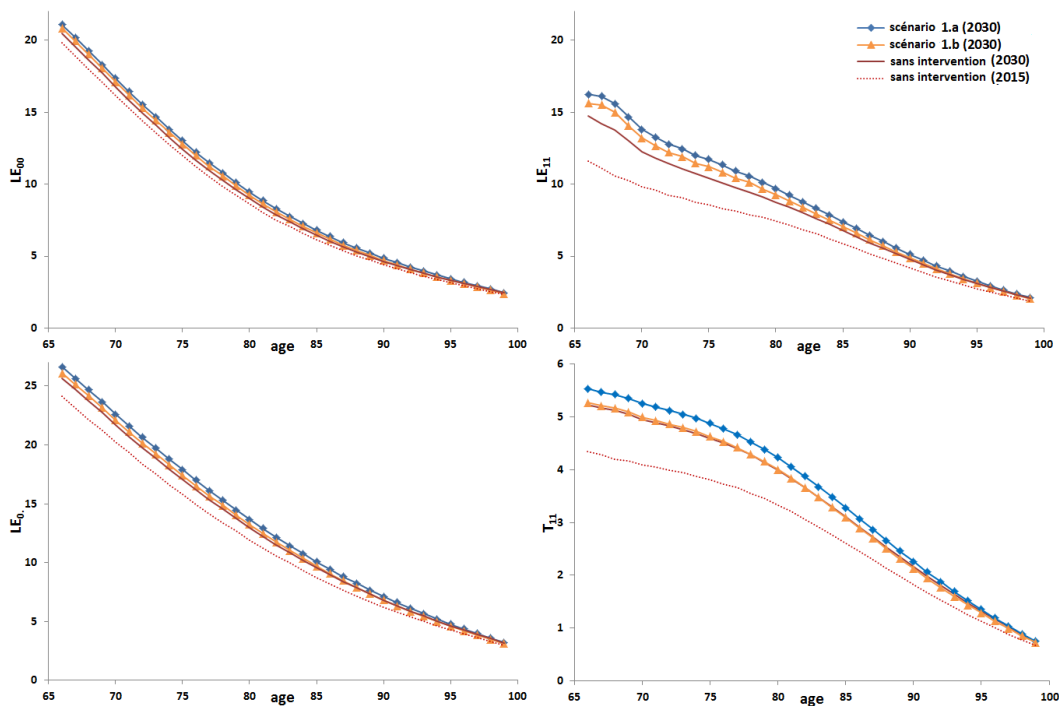 20
15
10
5
0
LE00
65 70 75 80 85 90 95 100
age
20
15
10
5
0
LE11
65 70 75 80 85 90 95 100
age
scénario 1.a (2030)
scénario 1.b (2030)
sans intervention (2030)
sans intervention (2015)
25
20
15
10
5
0
LE0.
65 70 75 80 85 90 95 100
age
6
5
4
3
2
1
0
T11
65 70 75 80 85 90 95 100
age